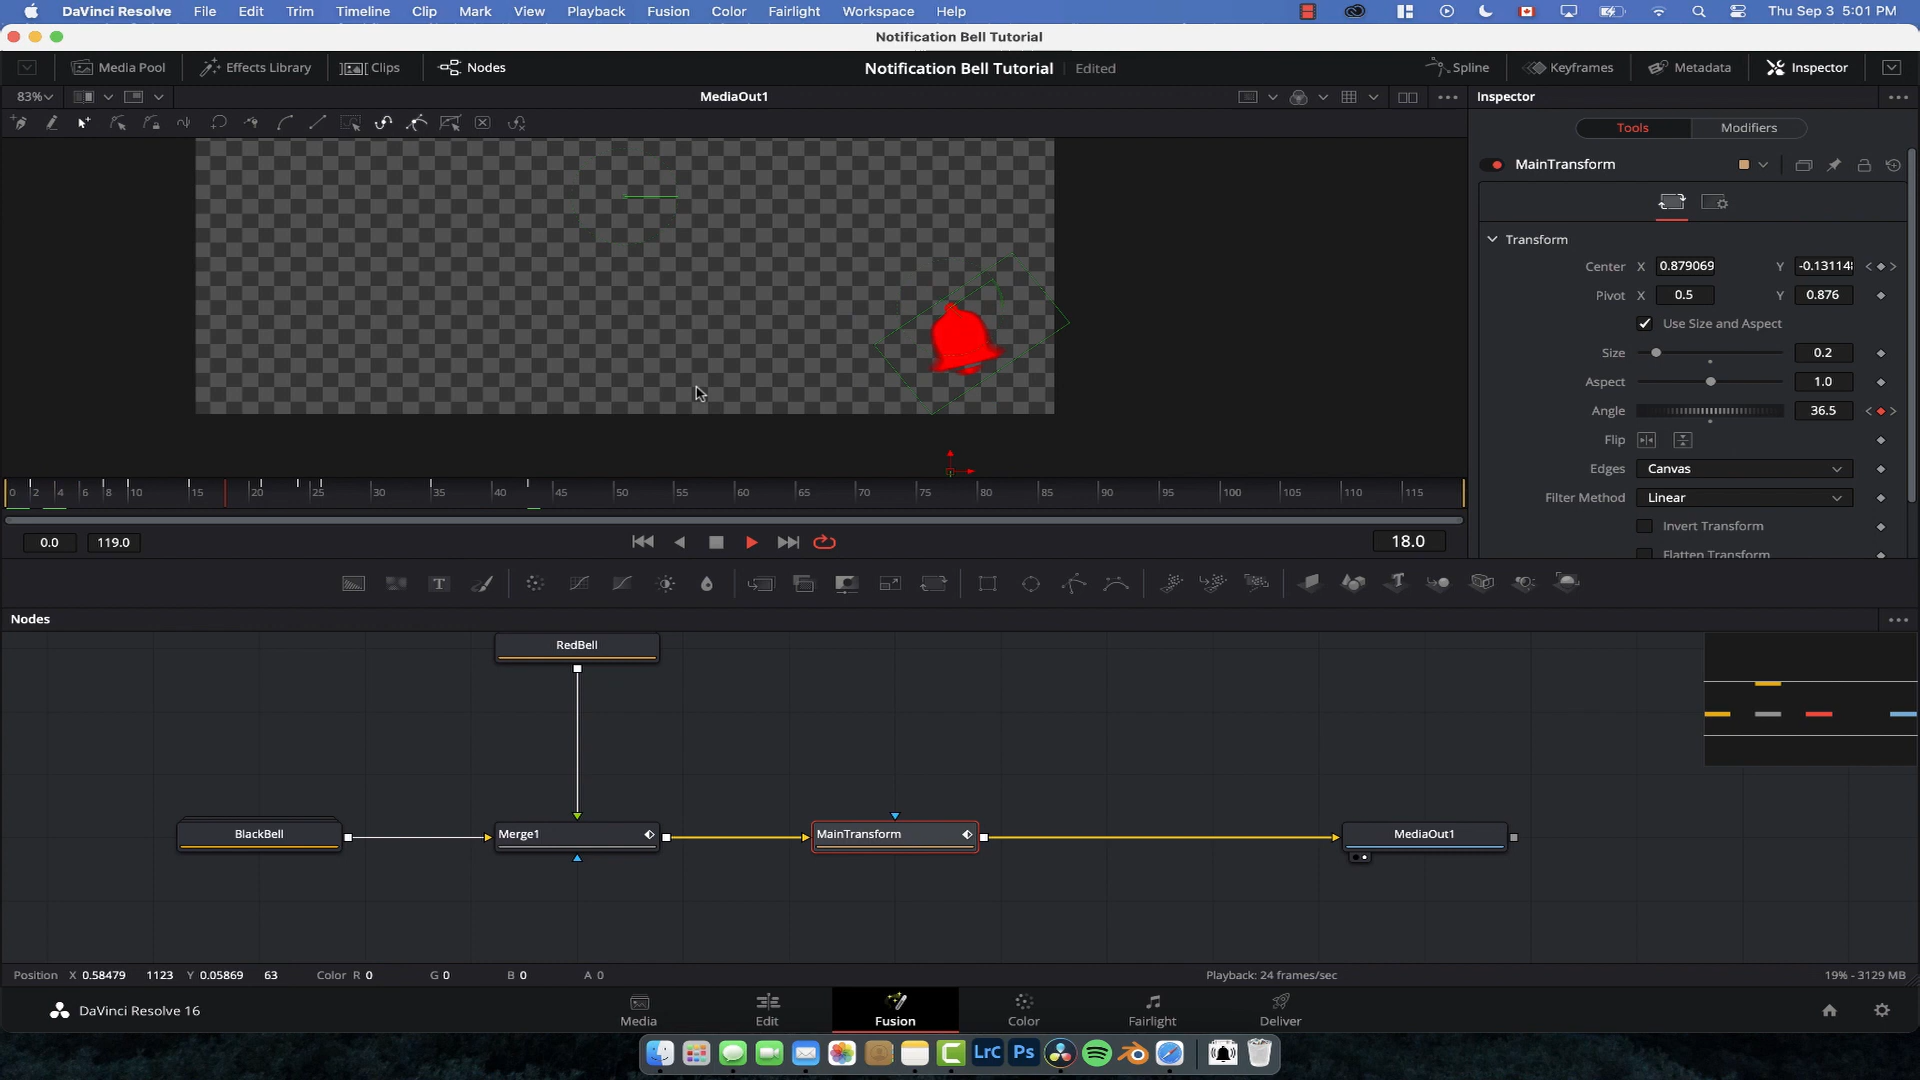 DaVinci Resolve File Edit Trim Timeline Clip Mark View Playback Fusion Color Fairlight Workspace Help Thu Sep 3 5:01 PM
Notification Bell Tutorial
Media Pool Effects Library Clips Nodes Notification Bell Tutorial Edited Spline Keyframes Metadata Inspector
83% MediaOut1 Inspector
Tools Modifiers
MainTransform
Transform
Center X 0.879069 Y -0.13114
Pivot X 0.5 Y 0.876
Use Size and Aspect
Size 0.2
Aspect 1.0
Angle 36.5
Flip
Edges Canvas
Filter Method Linear
Invert Transform
Flatten Transform
0 2 4 6 8 10 15 20 25 30 35 40 45 50 55 60 65 70 75 80 85 90 95 100 105 110 115
0.0 119.0 18.0
Nodes
RedBell
BlackBell Merge1 MainTransform MediaOut1
Position X 0.58479 1123 Y 0.05869 63 Color R 0 G 0 B 0 A 0 Playback: 24 frames/sec 19% - 3129 MB
DaVinci Resolve 16 Media Edit Fusion Color Fairlight Deliver
LrC Ps